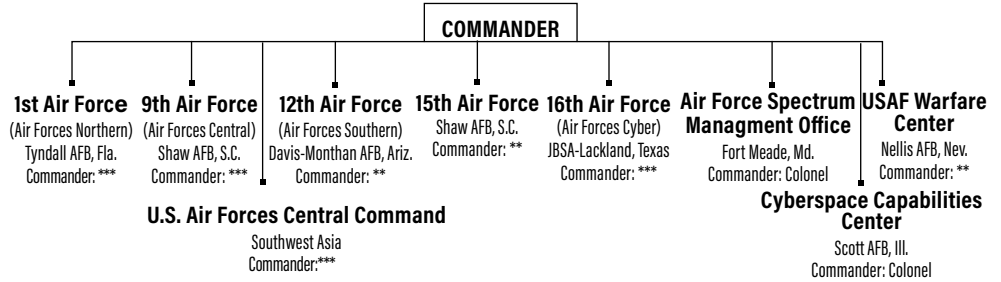 COMMANDER
1st Air Force
(Air Forces Northern)
Tyndall AFB, Fla.
Commander: ***
9th Air Force
(Air Forces Central)
Shaw AFB, S.C.
Commander: ***
12th Air Force
(Air Forces Southern)
Davis-Monthan AFB, Ariz.
Commander: **
15th Air Force
Shaw AFB, S.C.
Commander: **
16th Air Force
(Air Forces Cyber)
JBSA-Lackland, Texas
Commander: ***
Air Force Spectrum
Managment Office
Fort Meade, Md.
Commander: Colonel
USAF Warfare
Center
Nellis AFB, Nev.
Commander: **
U.S. Air Forces Central Command
Southwest Asia
Commander:***
Cyberspace Capabilities
Center
Scott AFB, Ill.
Commander: Colonel